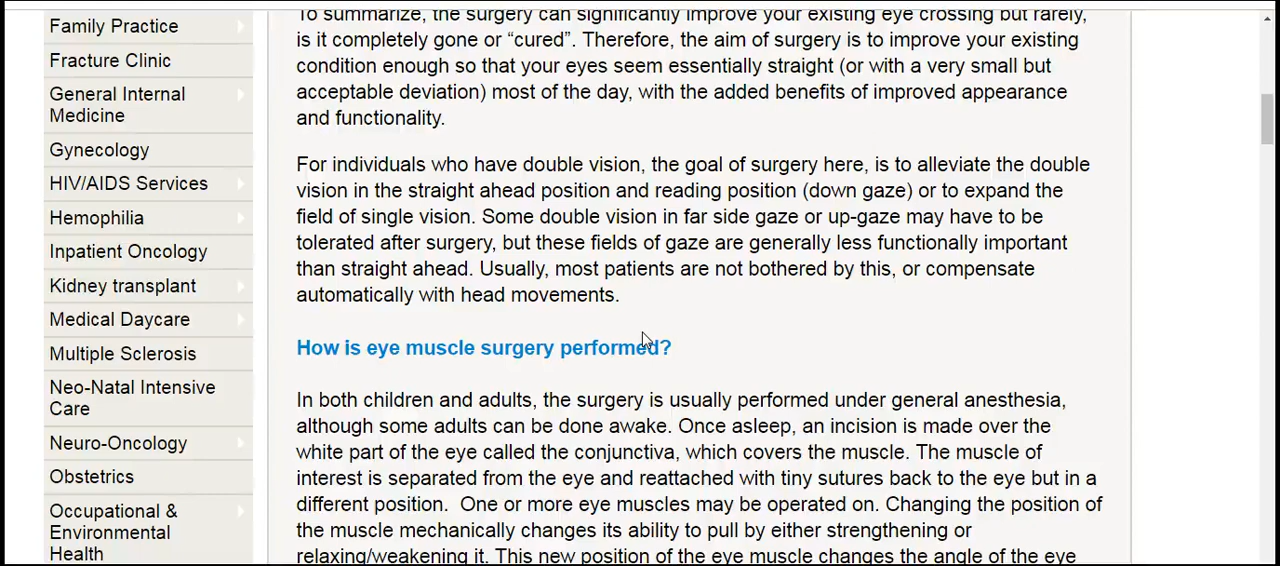 Family Practice
Fracture Clinic
General Internal
Medicine
Gynecology
HIV/AIDS Services
Hemophilia
Inpatient Oncology
Kidney transplant
Medical Daycare
Multiple Sclerosis
Neo-Natal Intensive
Care
Neuro-Oncology
Obstetrics
Occupational &
Environmental
Health
To summarize, the surgery can significantly improve your existing eye crossing but rarely,
is it completely gone or “cured”. Therefore, the aim of surgery is to improve your existing
condition enough so that your eyes seem essentially straight (or with a very small but
acceptable deviation) most of the day, with the added benefits of improved appearance
and functionality.
For individuals who have double vision, the goal of surgery here, is to alleviate the double
vision in the straight ahead position and reading position (down gaze) or to expand the
field of single vision. Some double vision in far side gaze or up-gaze may have to be
tolerated after surgery, but these fields of gaze are generally less functionally important
than straight ahead. Usually, most patients are not bothered by this, or compensate
automatically with head movements.
How is eye muscle surgery performed?
In both children and adults, the surgery is usually performed under general anesthesia,
although some adults can be done awake. Once asleep, an incision is made over the
white part of the eye called the conjunctiva, which covers the muscle. The muscle of
interest is separated from the eye and reattached with tiny sutures back to the eye but in a
different position.  One or more eye muscles may be operated on. Changing the position of
the muscle mechanically changes its ability to pull by either strengthening or
relaxing/weakening it. This new position of the eye muscle changes the angle of the eye